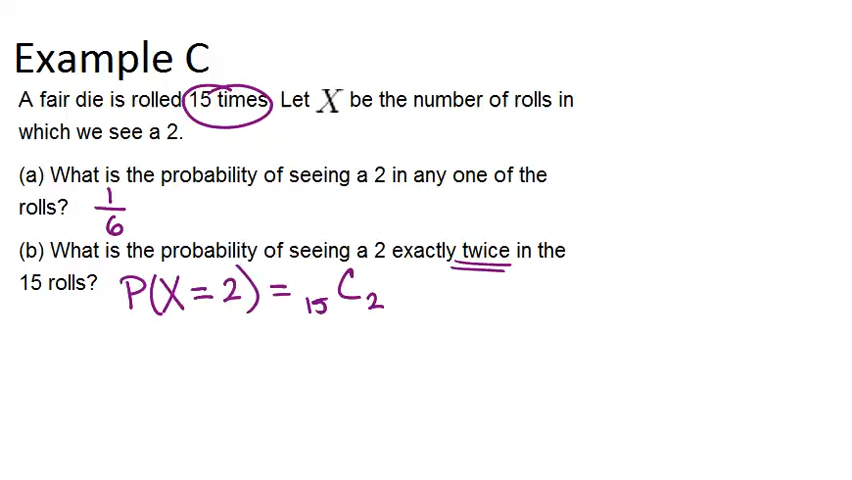 Example C
A fair die is rolled 15 times. Let X be the number of rolls in
which we see a 2.
(a) What is the probability of seeing a 2 in any one of the
rolls? 1/6
(b) What is the probability of seeing a 2 exactly twice in the
15 rolls? P(X = 2) = ₁₅C₂